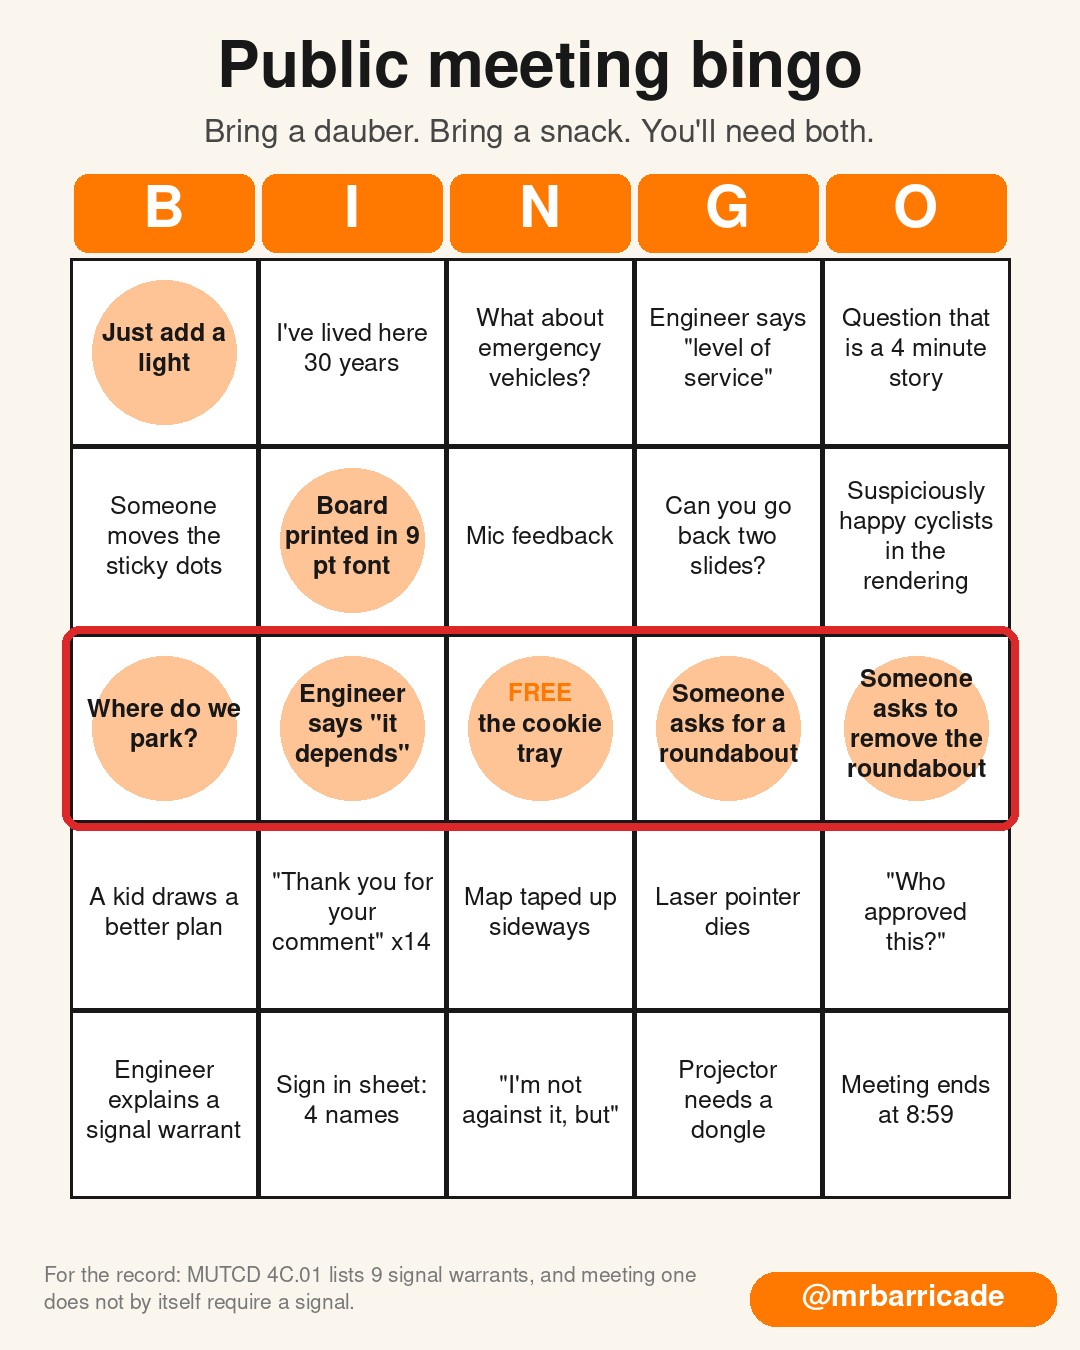 Public meeting bingo
Bring a dauber. Bring a snack. You'll need both.
B I N G O
Just add a
light
I've lived here
30 years
What about
emergency
vehicles?
Engineer says
"level of
service"
Question that
is a 4 minute
story
Someone
moves the
sticky dots
Board
printed in 9
pt font
Mic feedback
Can you go
back two
slides?
Suspiciously
happy cyclists
in the
rendering
Where do we
park?
Engineer
says "it
depends"
FREE
the cookie
tray
Someone
asks for a
roundabout
Someone
asks to
remove the
roundabout
A kid draws a
better plan
"Thank you for
your
comment" x14
Map taped up
sideways
Laser pointer
dies
"Who
approved
this?"
Engineer
explains a
signal warrant
Sign in sheet:
4 names
"I'm not
against it, but"
Projector
needs a
dongle
Meeting ends
at 8:59
For the record: MUTCD 4C.01 lists 9 signal warrants, and meeting one
does not by itself require a signal.
@mrbarricade